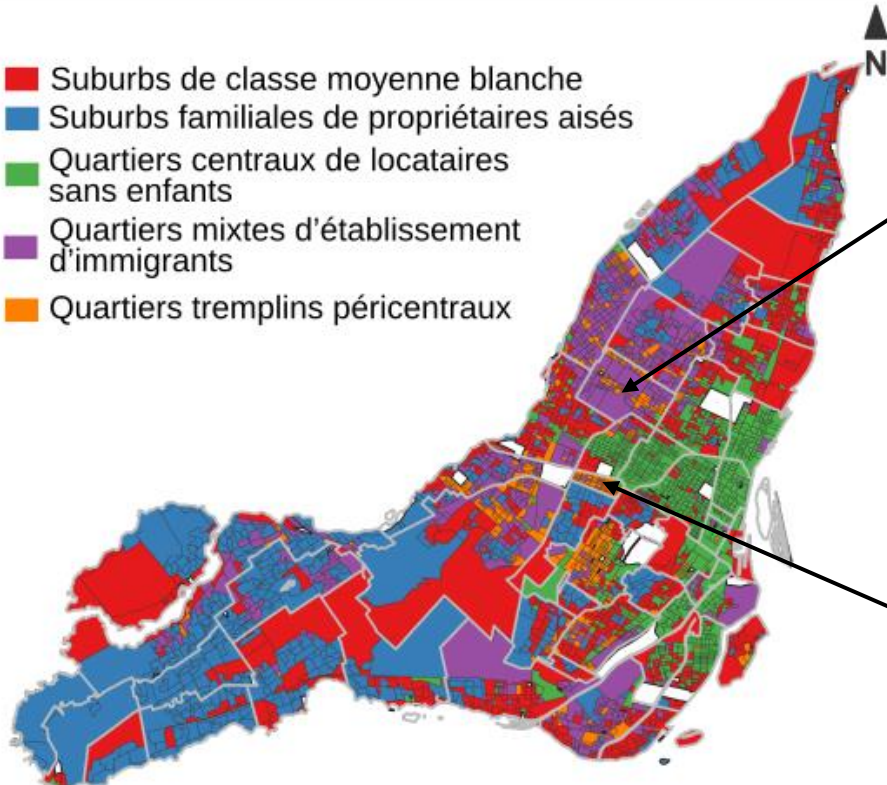 N
Suburbs de classe moyenne blanche
Suburbs familiales de propriétaires aisés
Quartiers centraux de locataires
sans enfants
Quartiers mixtes d’établissement
d’immigrants
Quartiers tremplins péricentraux